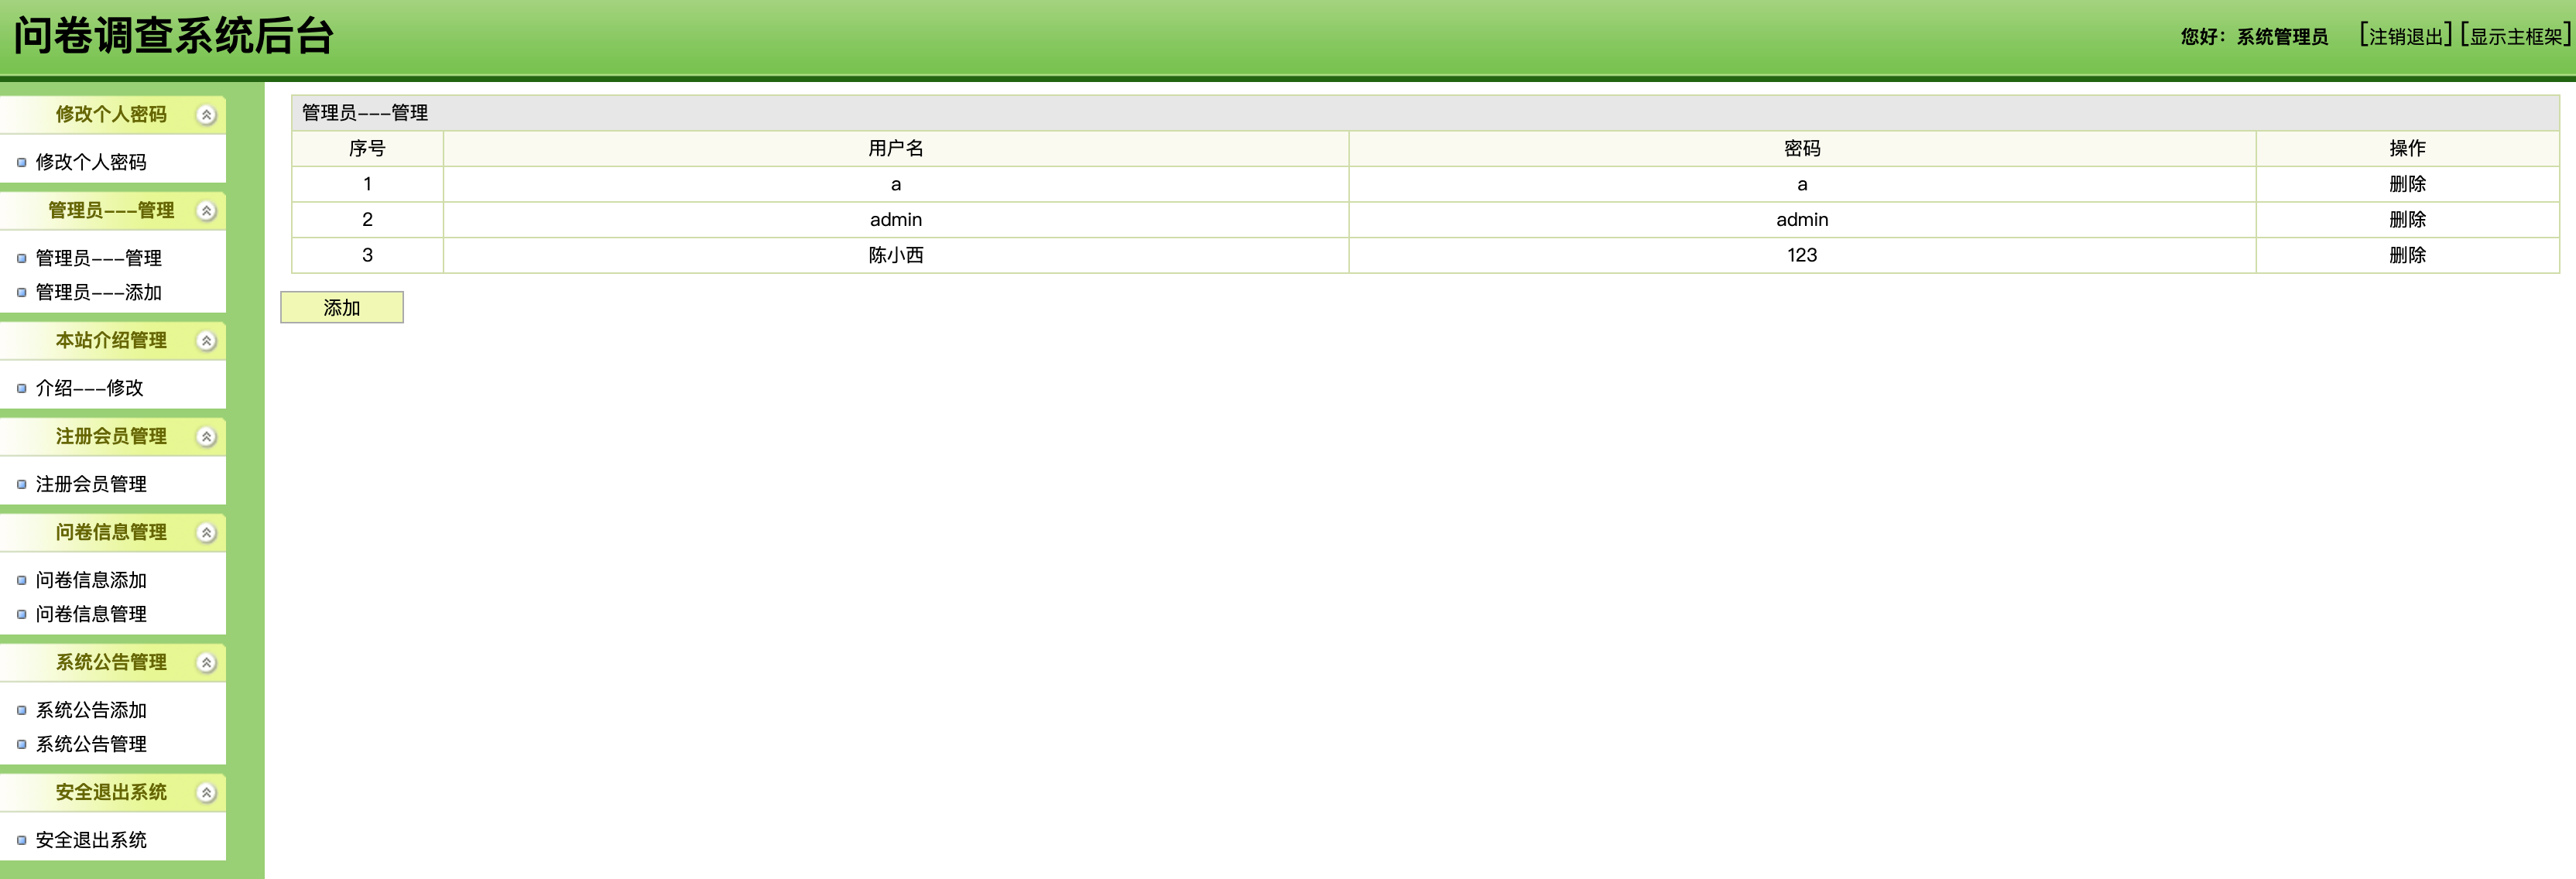 问卷调查系统后台
您好：系统管理员 [注销退出] [显示主框架]
修改个人密码
修改个人密码
管理员---管理
管理员---管理
管理员---添加
本站介绍管理
介绍---修改
注册会员管理
注册会员管理
问卷信息管理
问卷信息添加
问卷信息管理
系统公告管理
系统公告添加
系统公告管理
安全退出系统
安全退出系统
管理员---管理
序号 用户名 密码 操作
1 a a 删除
2 admin admin 删除
3 陈小西 123 删除
添加